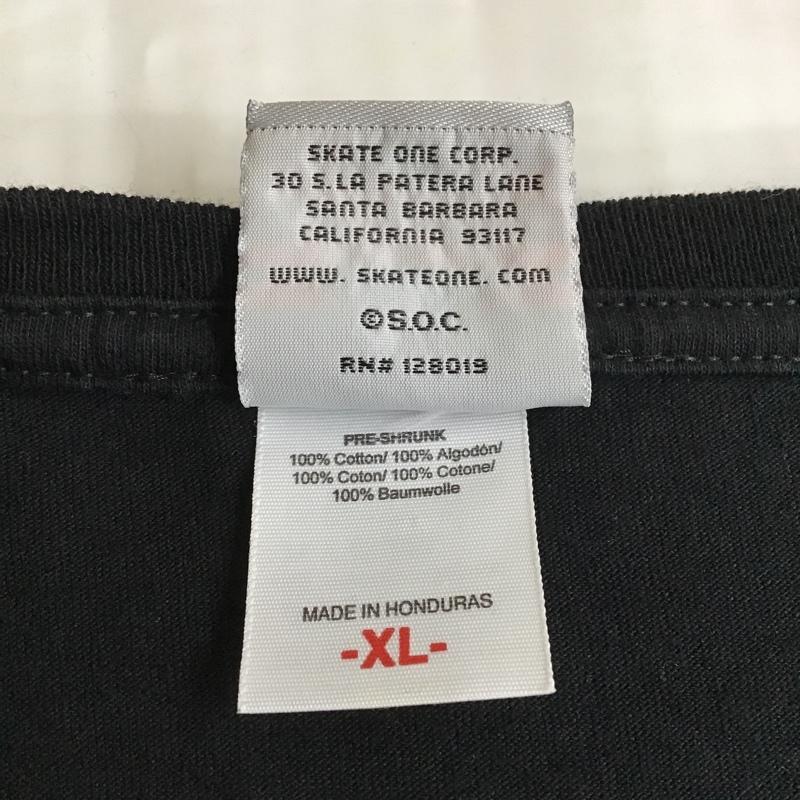 SKATE ONE CORP.
30 S.LA PATERA LANE
SANTA BARBARA
CALIFORNIA 93117
WWW. SKATEONE. COM
©S.O.C.
RN# 128019
PRE-SHRUNK
100% Cotton/ 100% Algodón/
100% Coton/ 100% Cotone/
100% Baumwolle
MADE IN HONDURAS
-XL-